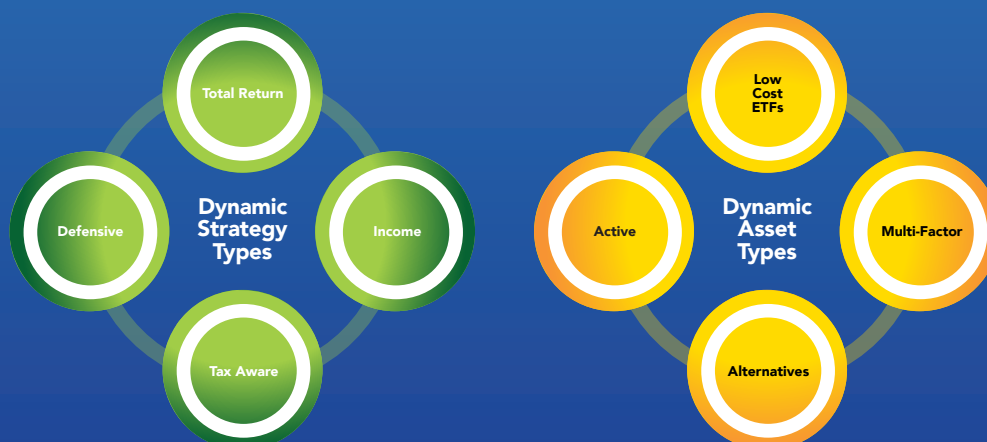 Total Return
Defensive
Dynamic
Strategy
Types
Income
Tax Aware
Low
Cost
ETFs
Active
Dynamic
Asset
Types
Multi-Factor
Alternatives